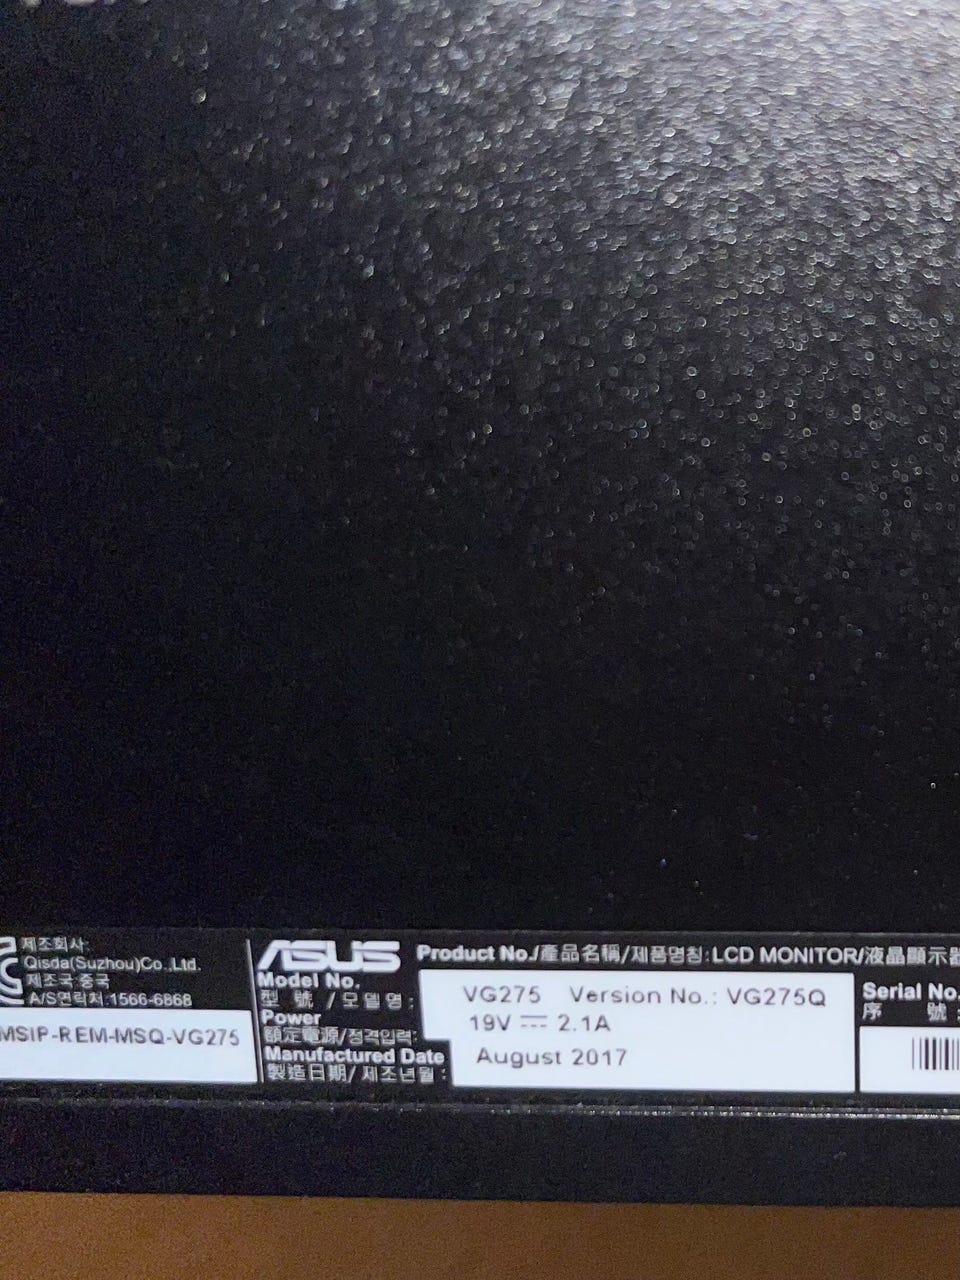 제조회사:
Qisda(Suzhou)Co.,Ltd.
제조국:중국
A/S연락처:1566-6868
MSIP-REM-MSQ-VG275
ASUS Product No./產品名稱/제품명칭:LCD MONITOR/液晶顯示器
Model No.
型 號 /모델명: VG275 Version No.: VG275Q
Power
額定電源/정격입력: 19V ⎓ 2.1A
Manufactured Date
製造日期/제조년월: August 2017
Serial No.
序 號 :